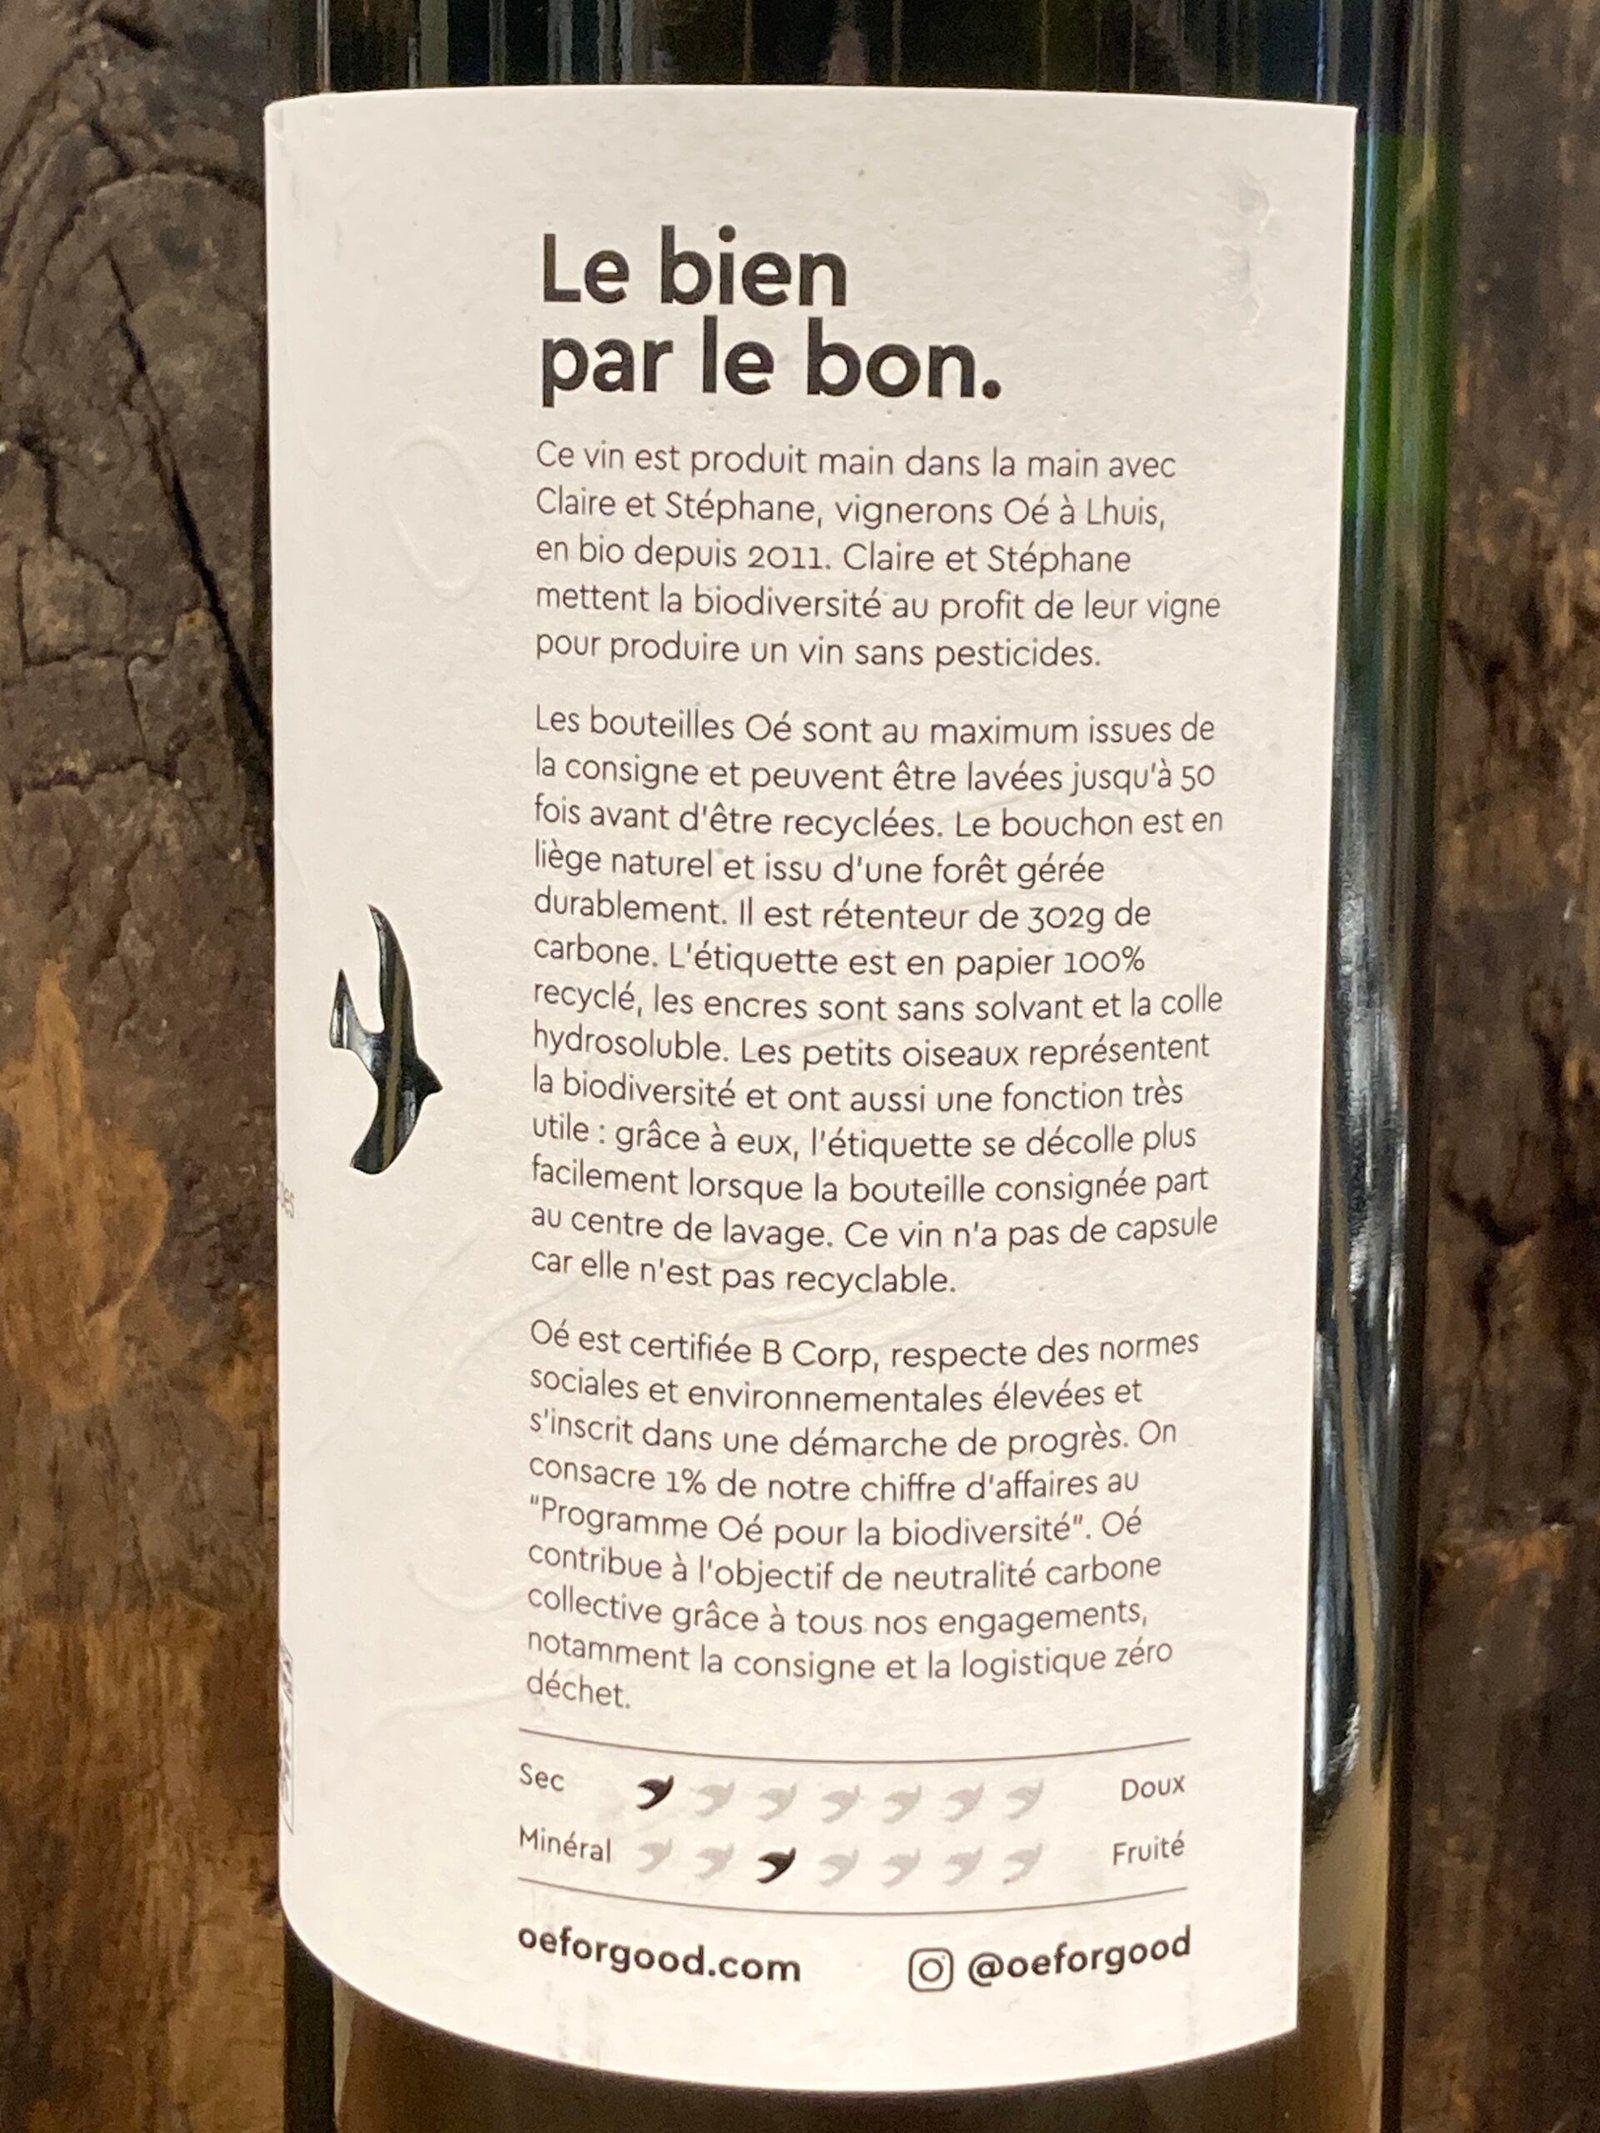 Le bien
par le bon.
Ce vin est produit main dans la main avec
Claire et Stéphane, vignerons Oé à Lhuis,
en bio depuis 2011. Claire et Stéphane
mettent la biodiversité au profit de leur vigne
pour produire un vin sans pesticides.
Les bouteilles Oé sont au maximum issues de
la consigne et peuvent être lavées jusqu'à 50
fois avant d'être recyclées. Le bouchon est en
liège naturel et issu d'une forêt gérée
durablement. Il est rétenteur de 302g de
carbone. L'étiquette est en papier 100%
recyclé, les encres sont sans solvant et la colle
hydrosoluble. Les petits oiseaux représentent
la biodiversité et ont aussi une fonction très
utile : grâce à eux, l'étiquette se décolle plus
facilement lorsque la bouteille consignée part
au centre de lavage. Ce vin n'a pas de capsule
car elle n'est pas recyclable.
Oé est certifiée B Corp, respecte des normes
sociales et environnementales élevées et
s'inscrit dans une démarche de progrès. On
consacre 1% de notre chiffre d'affaires au
"Programme Oé pour la biodiversité". Oé
contribue à l'objectif de neutralité carbone
collective grâce à tous nos engagements,
notamment la consigne et la logistique zéro
déchet.
Sec Doux
Minéral Fruité
oeforgood.com @oeforgood